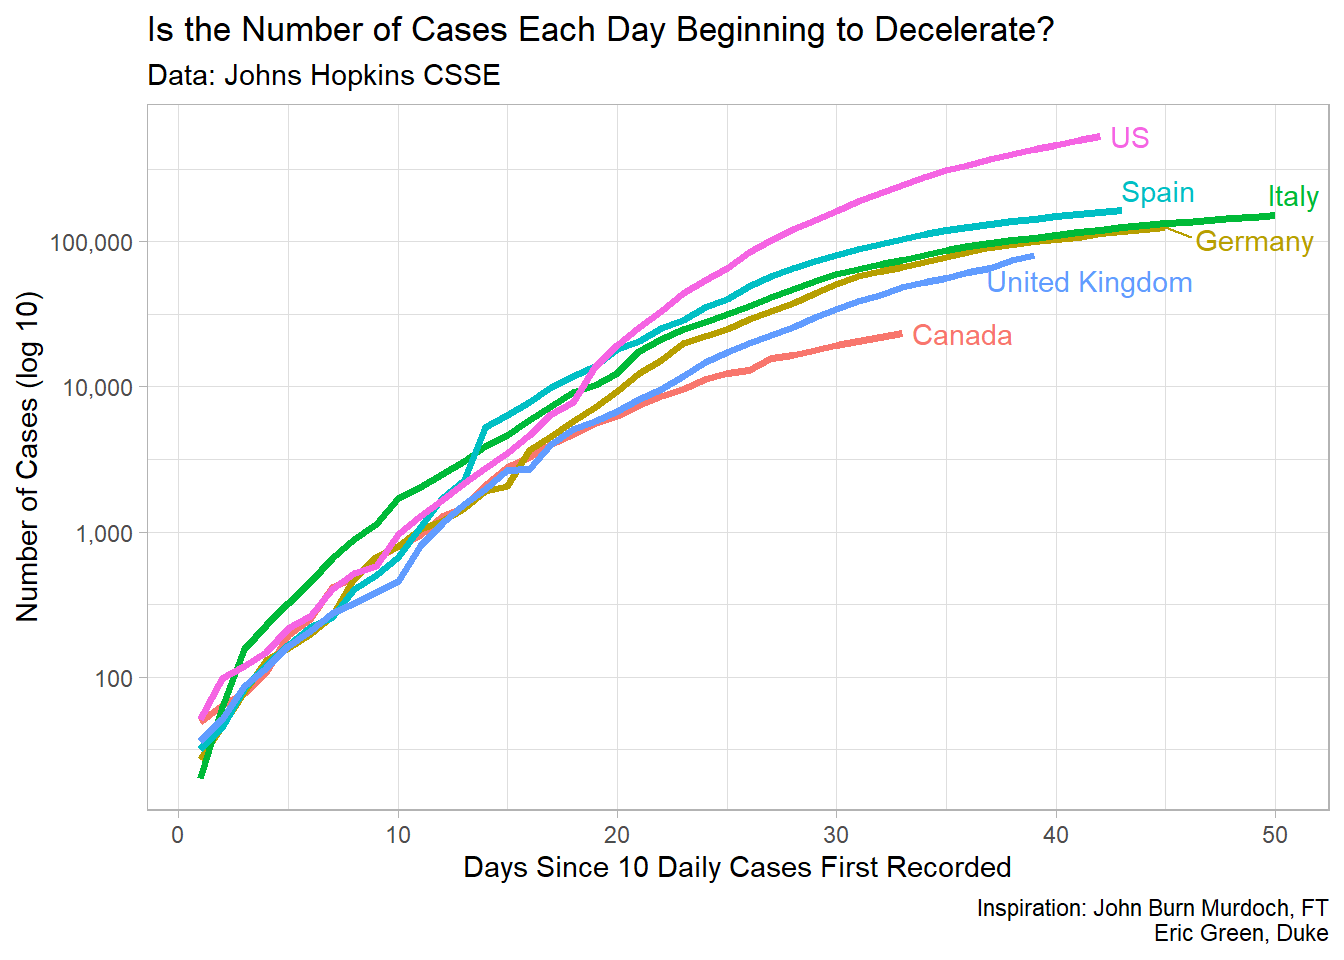 Is the Number of Cases Each Day Beginning to Decelerate?
Data: Johns Hopkins CSSE
US
Spain
Italy
Germany
United Kingdom
Canada
100,000
10,000
1,000
100
Number of Cases (log 10)
0 10 20 30 40 50
Days Since 10 Daily Cases First Recorded
Inspiration: John Burn Murdoch, FT
Eric Green, Duke